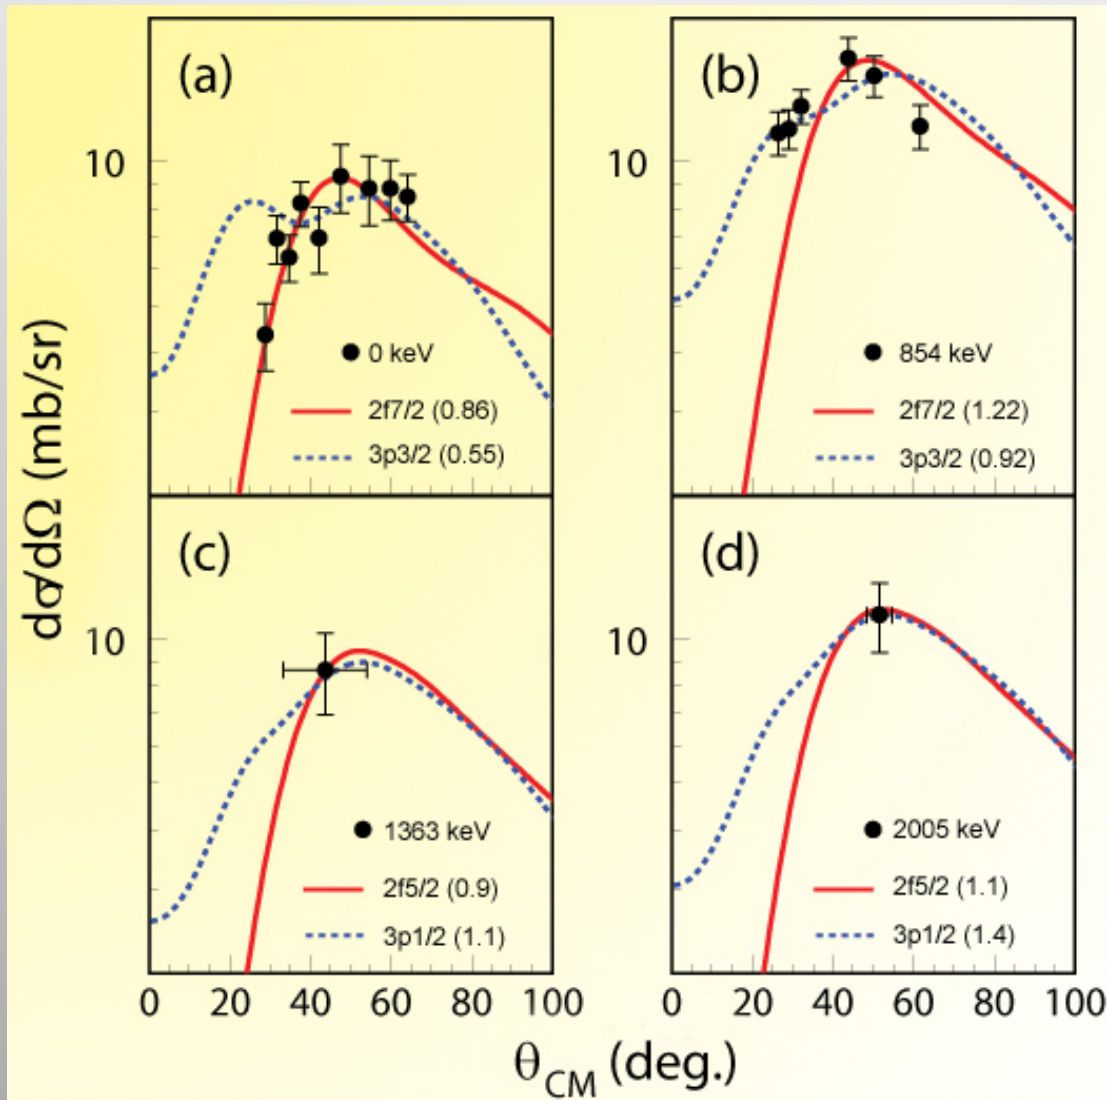 (a)
10
0 keV
2f7/2 (0.86)
3p3/2 (0.55)
(b)
854 keV
2f7/2 (1.22)
3p3/2 (0.92)
(c)
10
1363 keV
2f5/2 (0.9)
3p1/2 (1.1)
(d)
2005 keV
2f5/2 (1.1)
3p1/2 (1.4)
dσ/dΩ (mb/sr)
0 20 40 60 80 100
0 20 40 60 80 100
θCM (deg.)